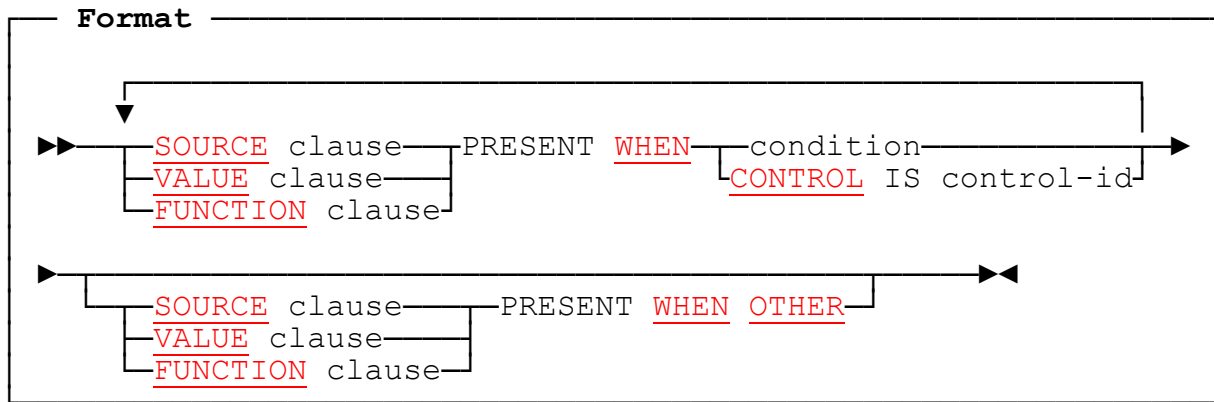 Format
SOURCE clause PRESENT WHEN condition
VALUE clause CONTROL IS control-id
FUNCTION clause
SOURCE clause PRESENT WHEN OTHER
VALUE clause
FUNCTION clause